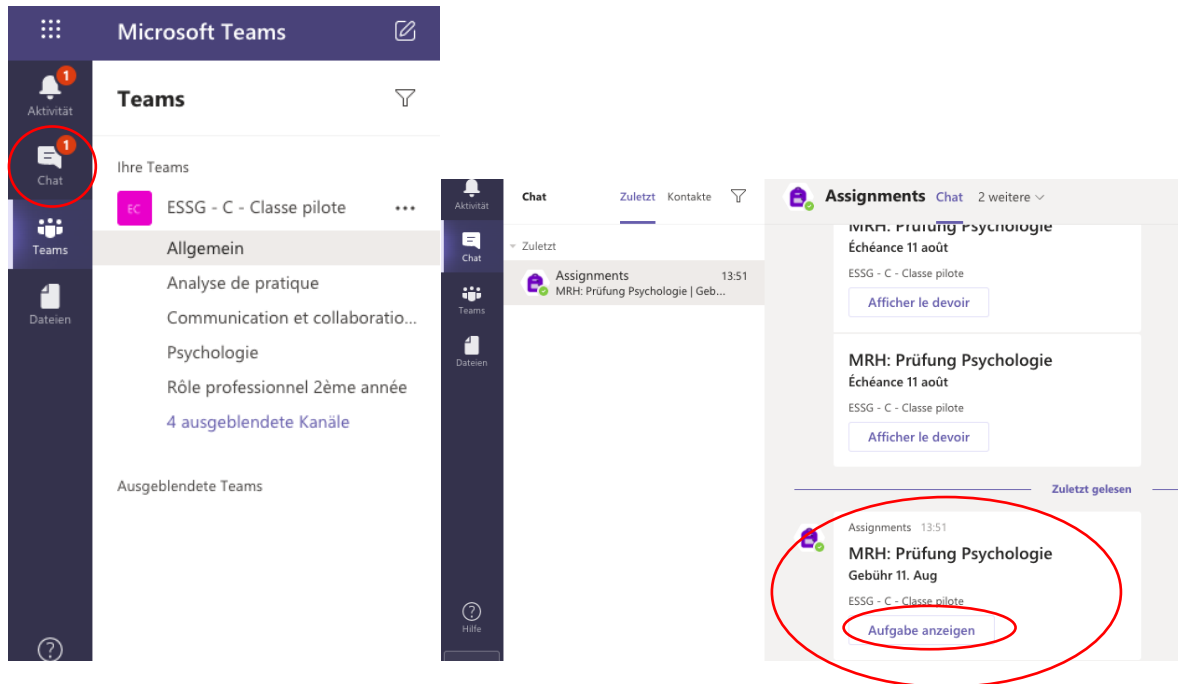 Microsoft Teams
1
Aktivität
Teams
1
Chat
Ihre Teams
EC
ESSG - C - Classe pilote
Teams
Allgemein
Analyse de pratique
Dateien
Communication et collaboratio...
Psychologie
Rôle professionnel 2ème année
4 ausgeblendete Kanäle
Ausgeblendete Teams
?
Aktivität
Chat
Teams
Dateien
?
Hilfe
Chat
Zuletzt Kontakte
Zuletzt
Assignments 13:51
MRH: Prüfung Psychologie | Geb...
Assignments Chat 2 weitere
MRH: Prüfung Psychologie
Échéance 11 août
ESSG - C - Classe pilote
Afficher le devoir
MRH: Prüfung Psychologie
Échéance 11 août
ESSG - C - Classe pilote
Afficher le devoir
Zuletzt gelesen
Assignments 13:51
MRH: Prüfung Psychologie
Gebühr 11. Aug
ESSG - C - Classe pilote
Aufgabe anzeigen